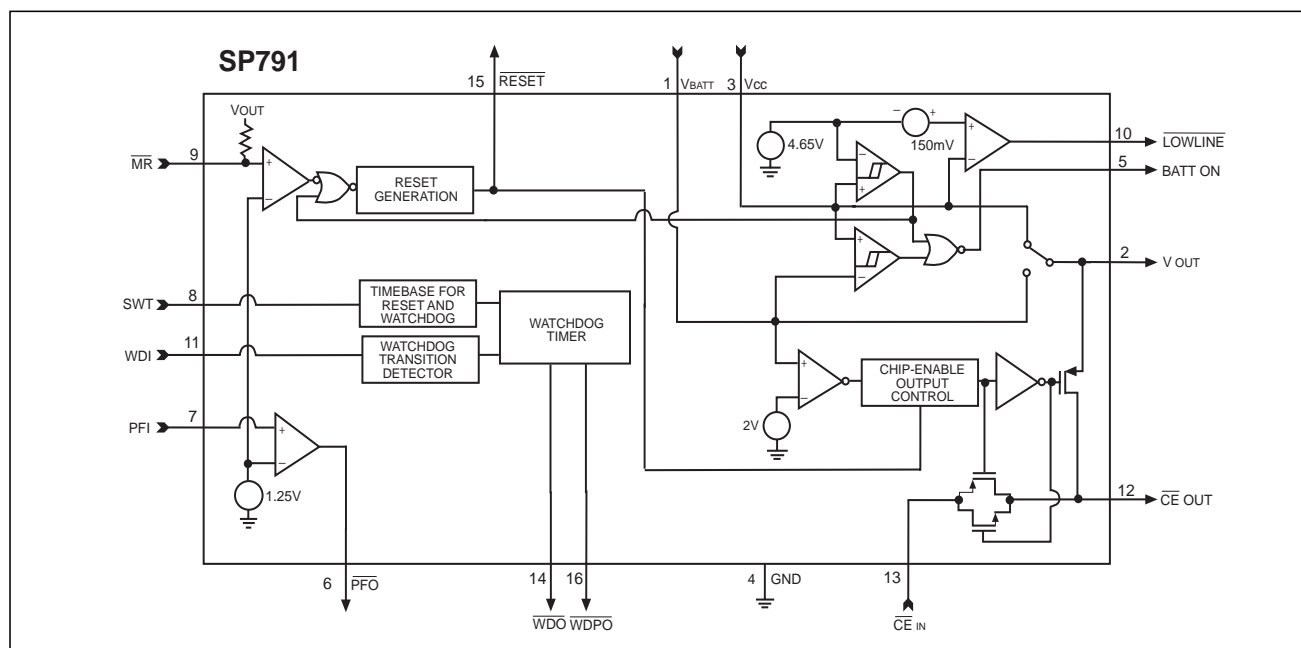 SP791
15 RESET
1 VBATT
3 VCC
VOUT
4.65V
− +
150mV
+
−
10 LOWLINE
5 BATT ON
MR 9
+
−
RESET
GENERATION
−
+
+
−
2 V OUT
SWT 8
TIMEBASE FOR
RESET AND
WATCHDOG
WATCHDOG
TIMER
WDI 11
WATCHDOG
TRANSITION
DETECTOR
+
−
CHIP-ENABLE
OUTPUT
CONTROL
2V
PFI 7
+
−
1.25V
12 CE OUT
6 PFO
14 WDO
16 WDPO
4 GND
13
CE IN